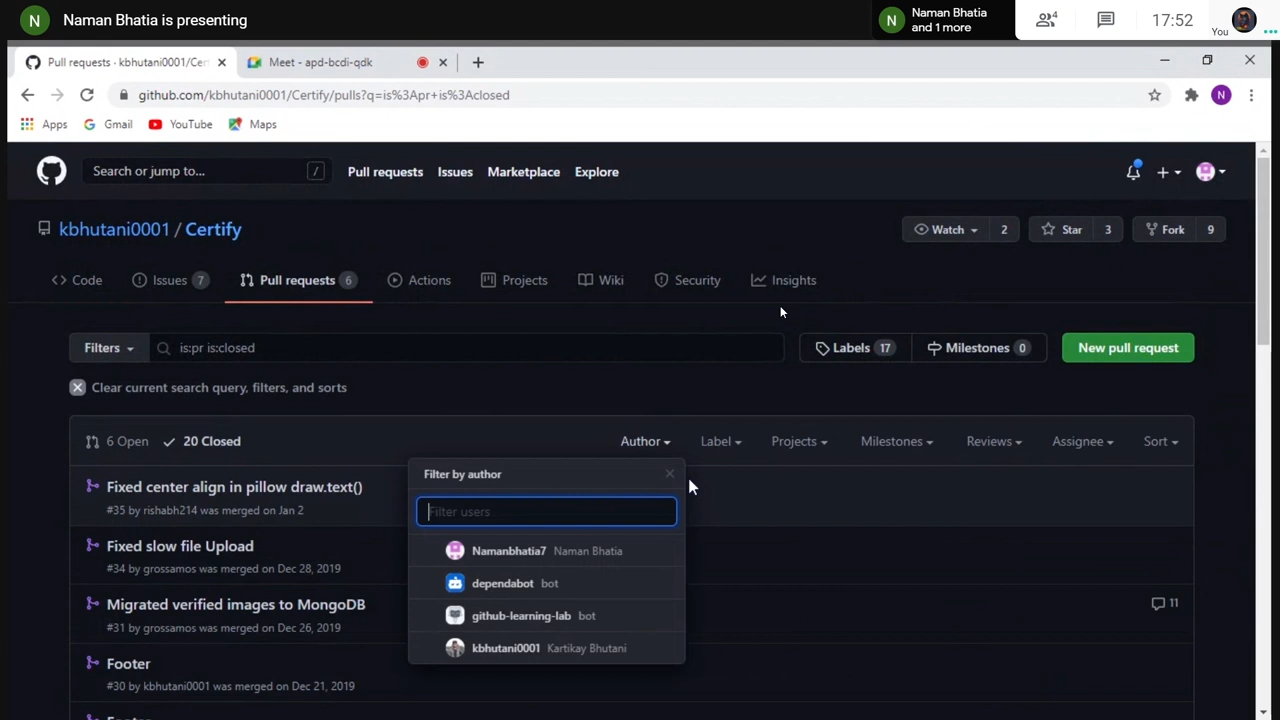 N Naman Bhatia is presenting
N Naman Bhatia and 1 more
4
17:52
You
Pull requests · kbhutani0001/Cer
Meet - apd-bcdi-qdk
github.com/kbhutani0001/Certify/pulls?q=is%3Apr+is%3Aclosed
N
Apps Gmail YouTube Maps
Search or jump to... /
Pull requests Issues Marketplace Explore
kbhutani0001 / Certify
Watch 2 Star 3 Fork 9
Code Issues 7 Pull requests 6 Actions Projects Wiki Security Insights
Filters is:pr is:closed Labels 17 Milestones 0 New pull request
Clear current search query, filters, and sorts
6 Open 20 Closed Author Label Projects Milestones Reviews Assignee Sort
Filter by author
Filter users
Namanbhatia7 Naman Bhatia
dependabot bot
github-learning-lab bot
kbhutani0001 Kartikay Bhutani
Fixed center align in pillow draw.text()
#35 by rishabh214 was merged on Jan 2
Fixed slow file Upload
#34 by grossamos was merged on Dec 28, 2019
Migrated verified images to MongoDB
11
#31 by grossamos was merged on Dec 26, 2019
Footer
#30 by kbhutani0001 was merged on Dec 21, 2019